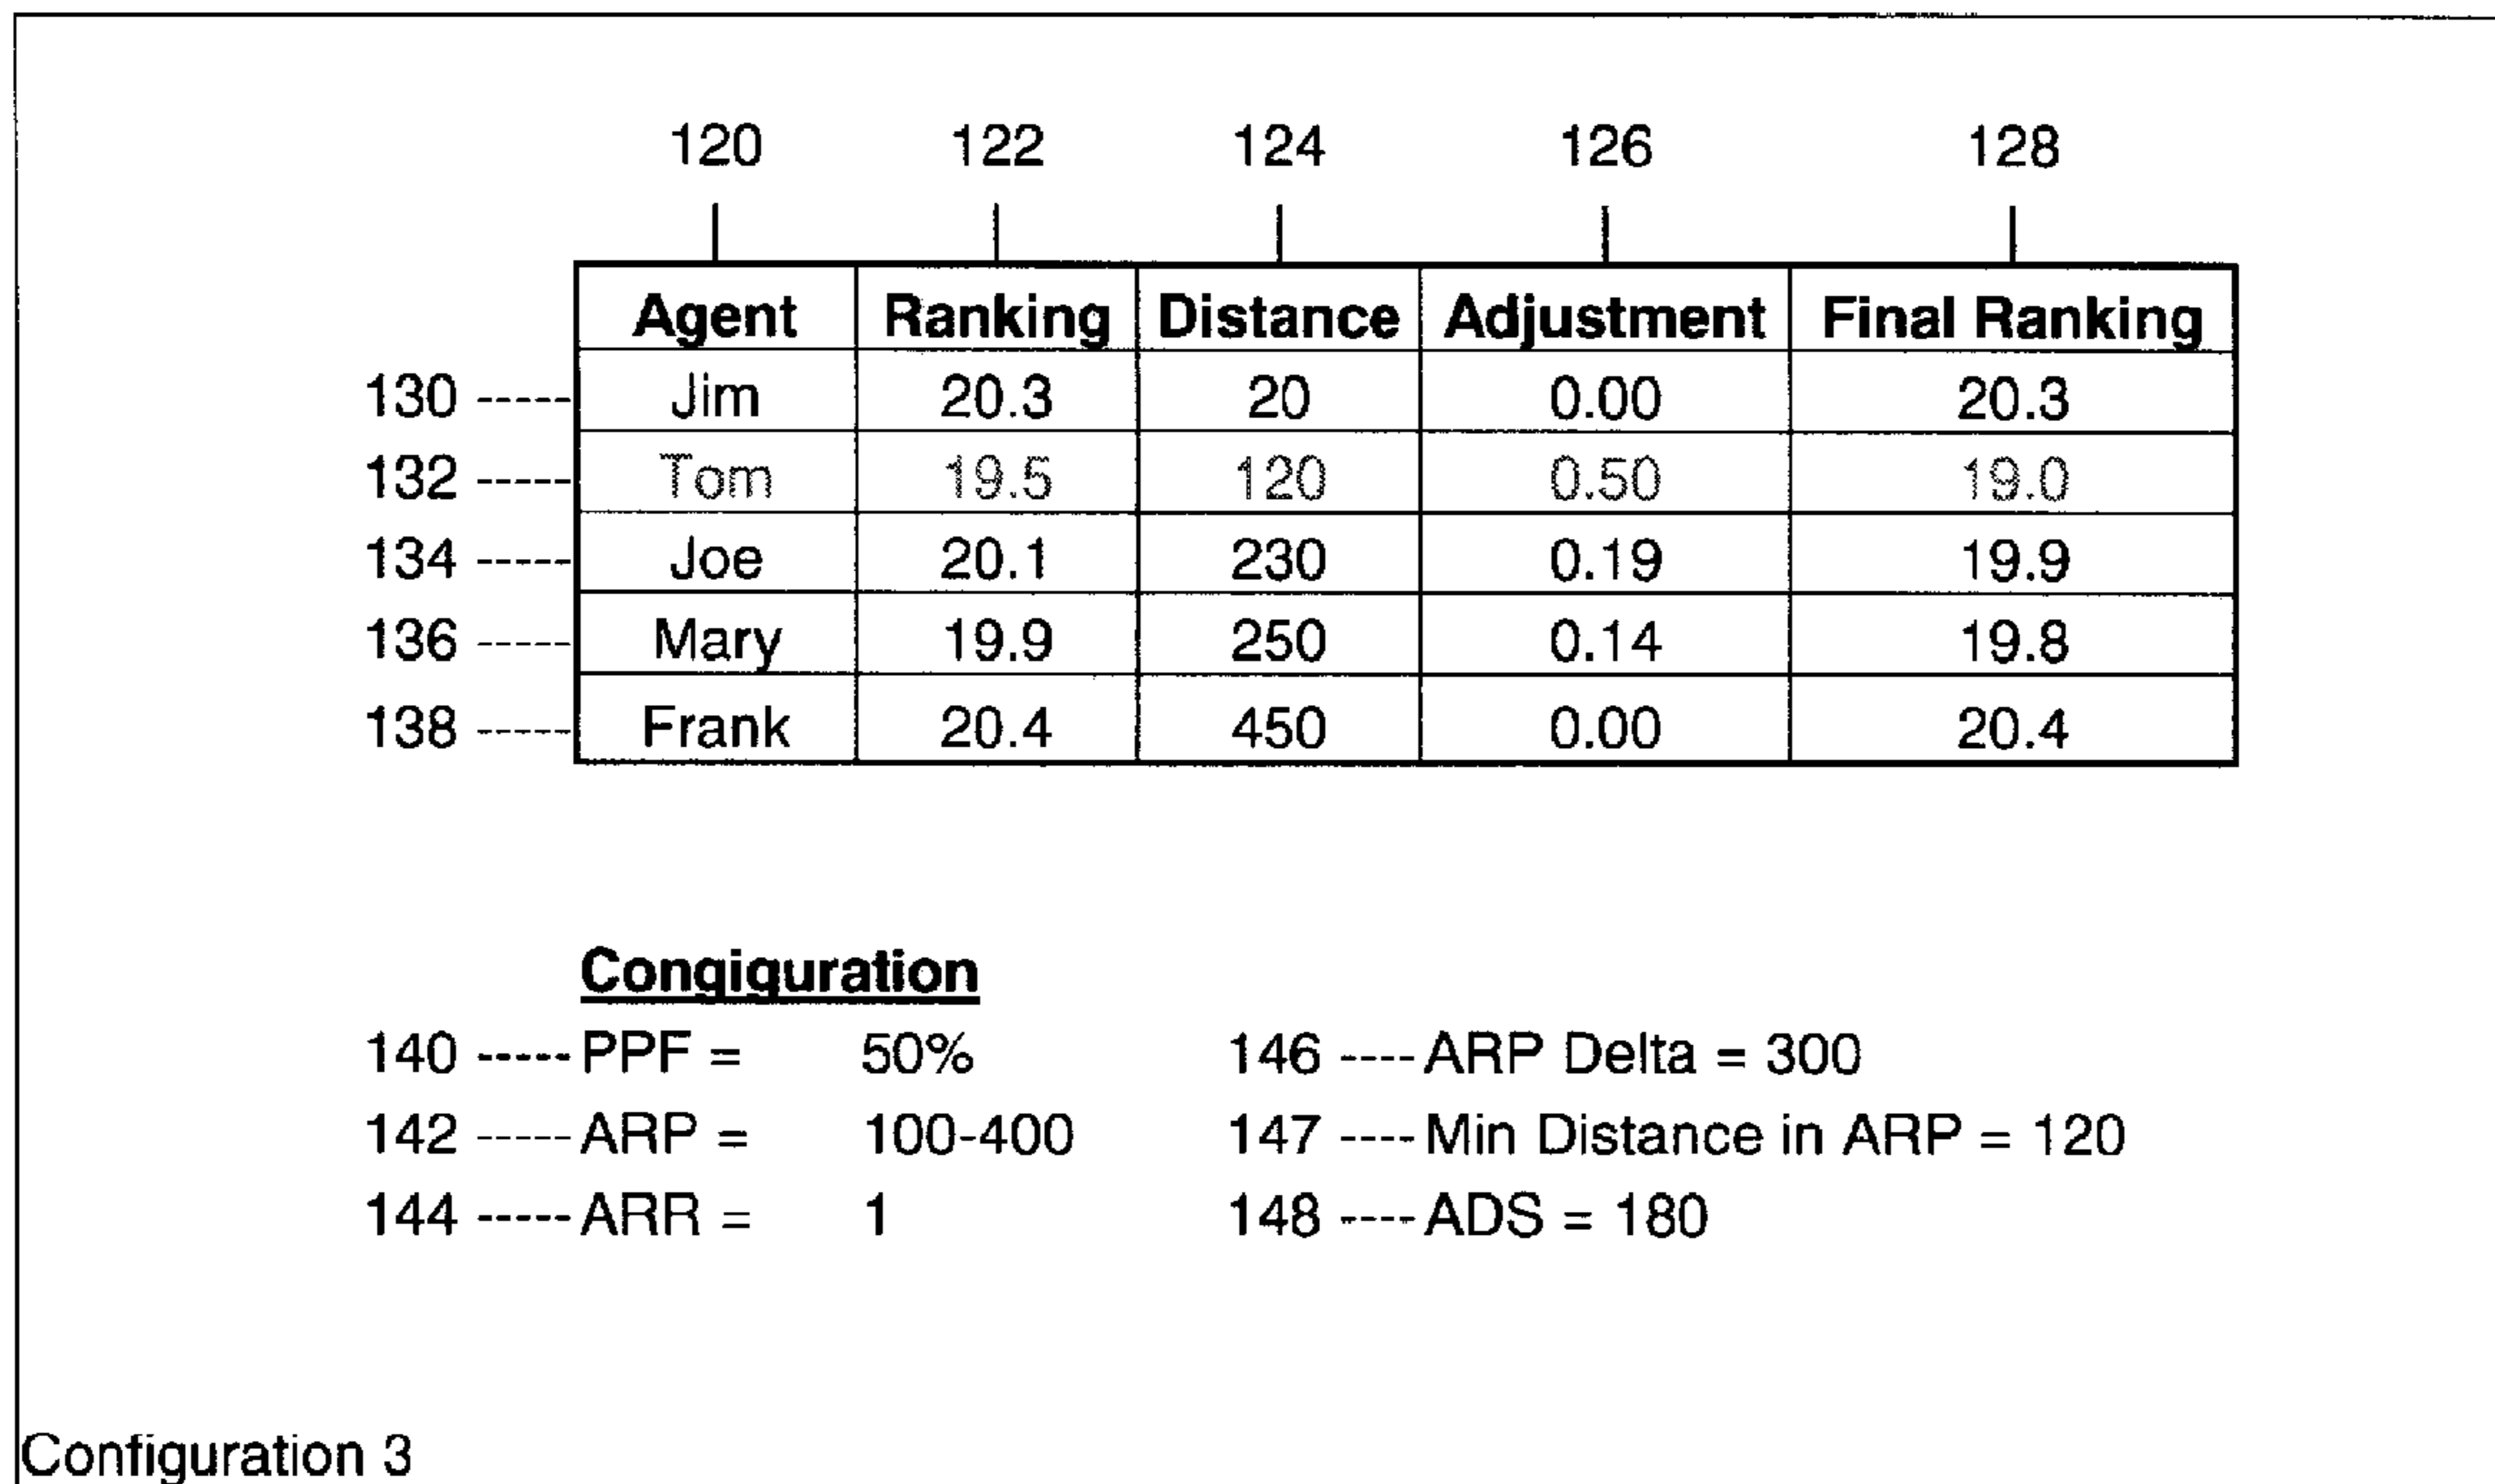 120 122 124 126 128
Agent Ranking Distance Adjustment Final Ranking
130 ----- Jim 20.3 20 0.00 20.3
132 ----- Tom 19.5 120 0.50 19.0
134 ----- Joe 20.1 230 0.19 19.9
136 ----- Mary 19.9 250 0.14 19.8
138 ----- Frank 20.4 450 0.00 20.4
Congiguration
140 ----- PPF = 50% 146 ---- ARP Delta = 300
142 ----- ARP = 100-400 147 ---- Min Distance in ARP = 120
144 ----- ARR = 1 148 ---- ADS = 180
Configuration 3